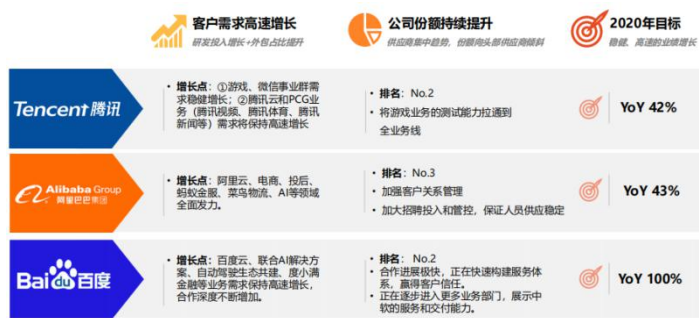 客户需求高速增长
研发投入增长+外包占比提升
公司份额持续提升
供应商集中趋势，份额向头部供应商倾斜
2020年目标
稳健、高速的业绩增长
Tencent 腾讯
• 增长点：①游戏、微信事业群需
求稳健增长；②腾讯云和PCG业
务（腾讯视频、腾讯体育、腾讯
新闻等）需求将保持高速增长
• 排名：No.2
• 将游戏业务的测试能力拉通到
全业务线
YoY 42%
Alibaba Group
阿里巴巴集团
• 增长点：阿里云、电商、投后、
蚂蚁金服、菜鸟物流、AI等领域
全面发力。
• 排名：No.3
• 加强客户关系管理
• 加大招聘投入和管控，保证人员供应稳定
YoY 43%
Bai du 百度
• 增长点：百度云、联合AI解决方
案、自动驾驶生态共建、度小满
金融等业务需求保持高速增长，
合作深度不断增加。
• 排名：No.2
• 合作进展极快，正在快速构建服务体
系，赢得客户信任。
• 正在逐步进入更多业务部门，展示中
软的服务和交付能力。
YoY 100%